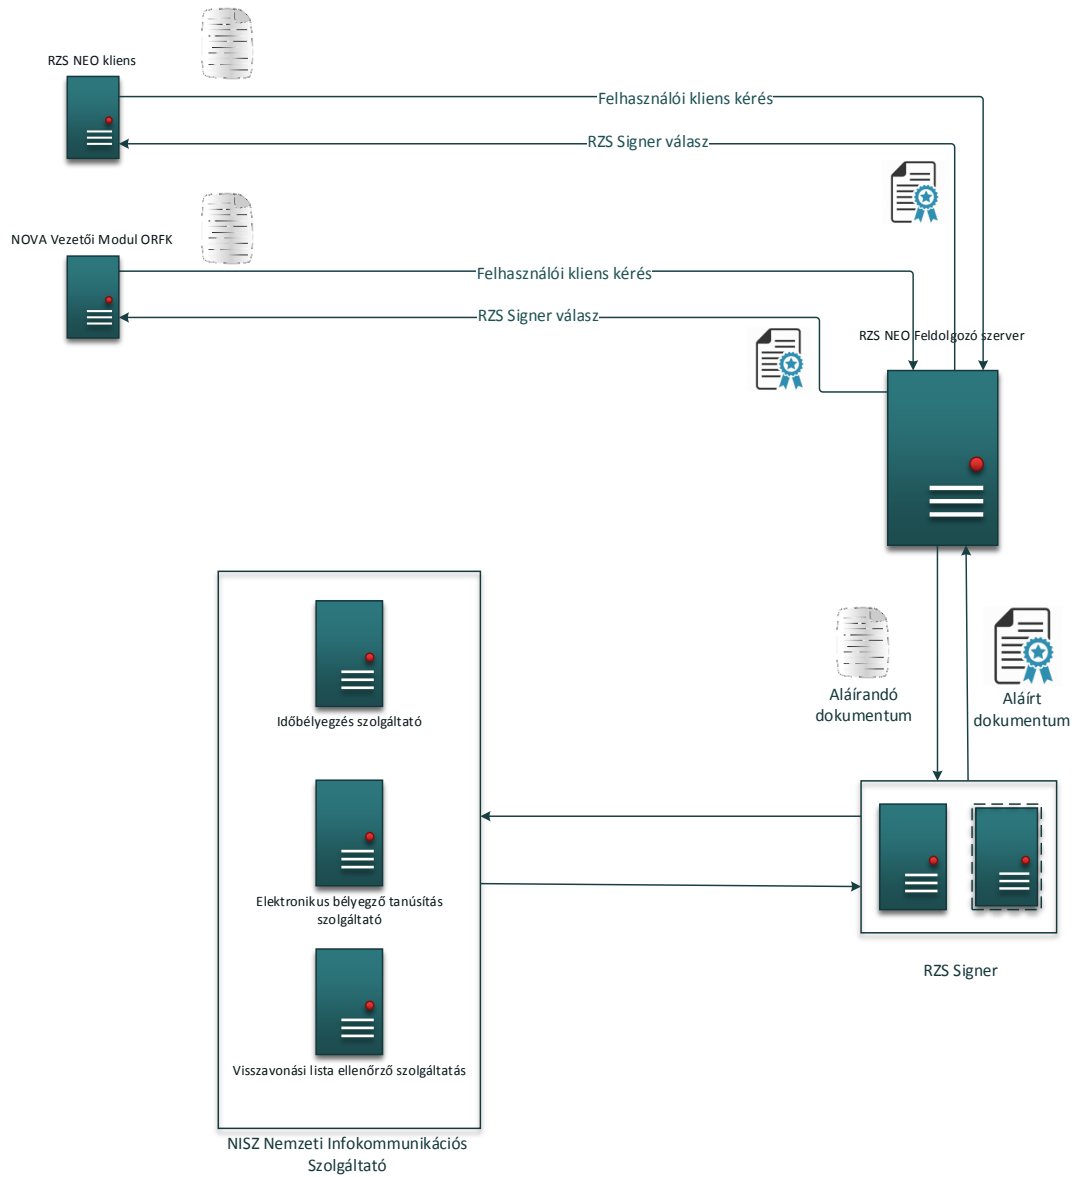 RZS NEO kliens
Felhasználói kliens kérés
RZS Signer válasz
NOVA Vezetői Modul ORFK
Felhasználói kliens kérés
RZS Signer válasz
RZS NEO Feldolgozó szerver
Aláírandó
dokumentum
Aláírt
dokumentum
Időbélyegzés szolgáltató
Elektronikus bélyegző tanúsítás
szolgáltató
RZS Signer
Visszavonási lista ellenőrző szolgáltatás
NISZ Nemzeti Infokommunikációs
Szolgáltató